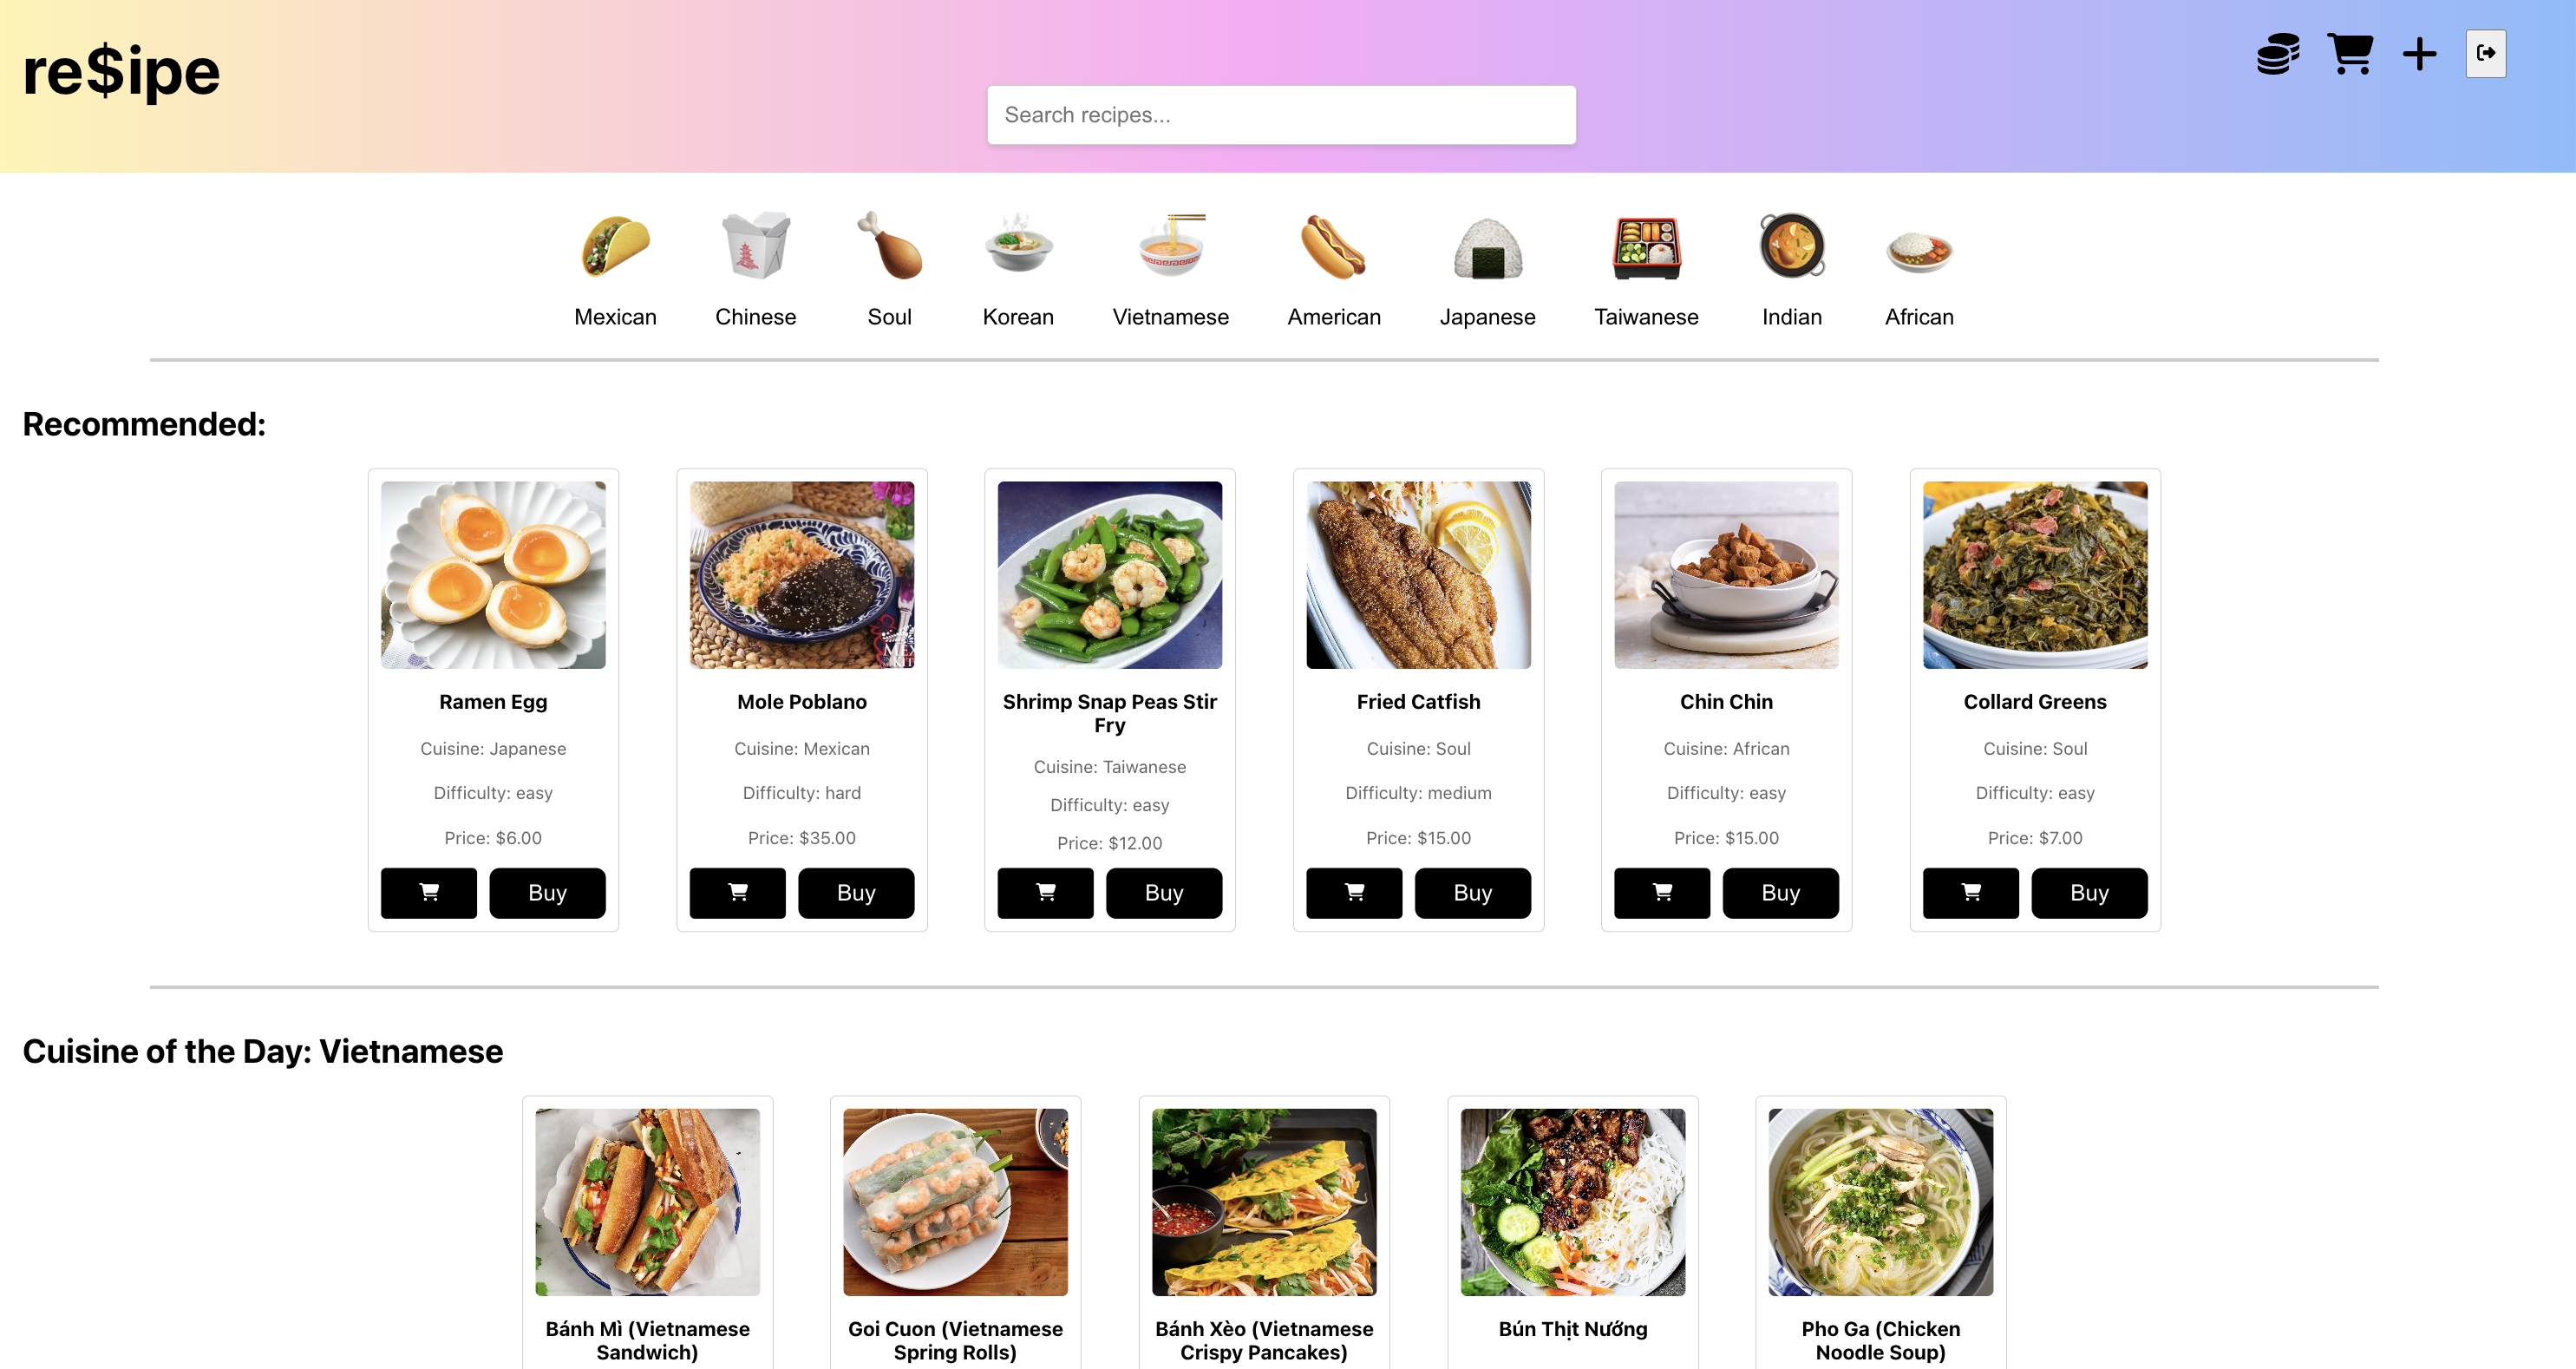 re$ipe
Search recipes...
Mexican
Chinese
Soul
Korean
Vietnamese
American
Japanese
Taiwanese
Indian
African
Recommended:
Ramen Egg
Cuisine: Japanese
Difficulty: easy
Price: $6.00
Buy
Mole Poblano
Cuisine: Mexican
Difficulty: hard
Price: $35.00
Buy
Shrimp Snap Peas Stir
Fry
Cuisine: Taiwanese
Difficulty: easy
Price: $12.00
Buy
Fried Catfish
Cuisine: Soul
Difficulty: medium
Price: $15.00
Buy
Chin Chin
Cuisine: African
Difficulty: easy
Price: $15.00
Buy
Collard Greens
Cuisine: Soul
Difficulty: easy
Price: $7.00
Buy
Cuisine of the Day: Vietnamese
Bánh Mì (Vietnamese
Sandwich)
Goi Cuon (Vietnamese
Spring Rolls)
Bánh Xèo (Vietnamese
Crispy Pancakes)
Bún Thịt Nướng
Pho Ga (Chicken
Noodle Soup)